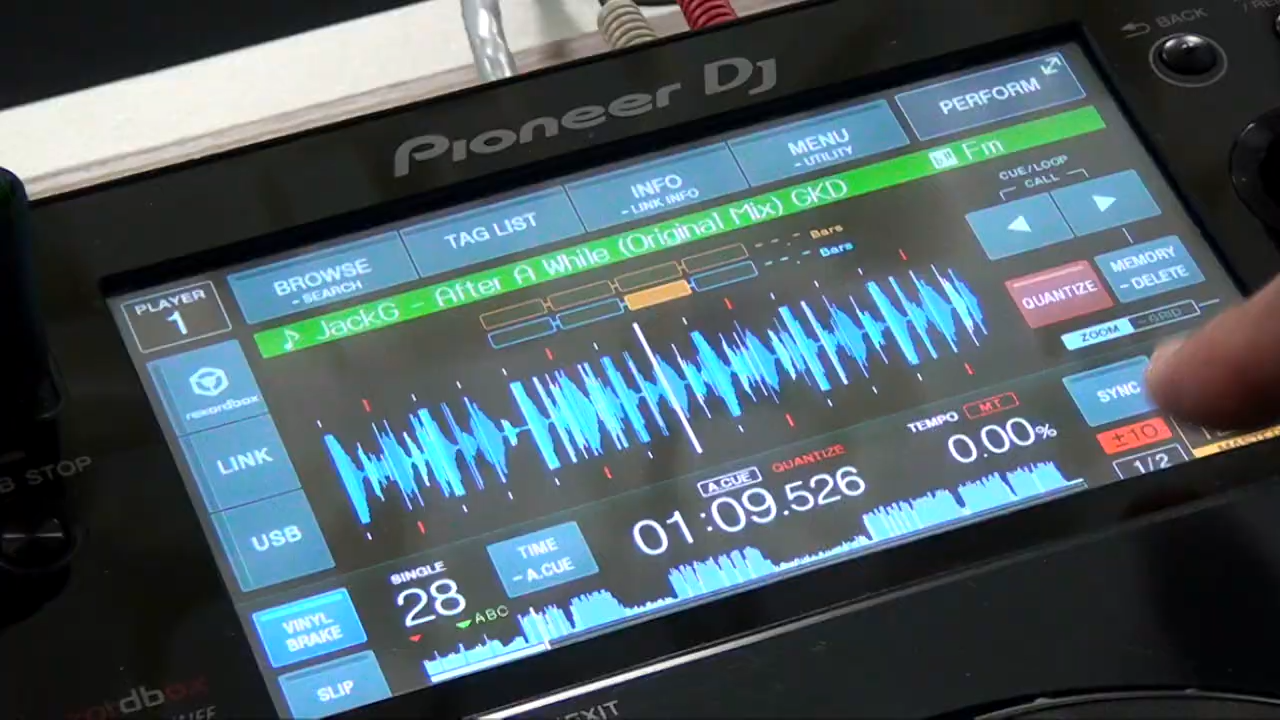 BACK
Pioneer Dj
PERFORM
MENU
- UTILITY
INFO
- LINK INFO
TAG LIST
BROWSE
- SEARCH
PLAYER
1
JackG - After A While (Original Mix) GKD
Fm
CUE/LOOP
CALL
Bars
Bars
MEMORY
- DELETE
QUANTIZE
ZOOM
- GRID
rekordbox
LINK
USB
SYNC
±10
1/2
TEMPO
MT
0.00%
A.CUE
QUANTIZE
01:09.526
TIME
- A.CUE
SINGLE
28
ABC
VINYL
BRAKE
SLIP
B STOP
EXIT